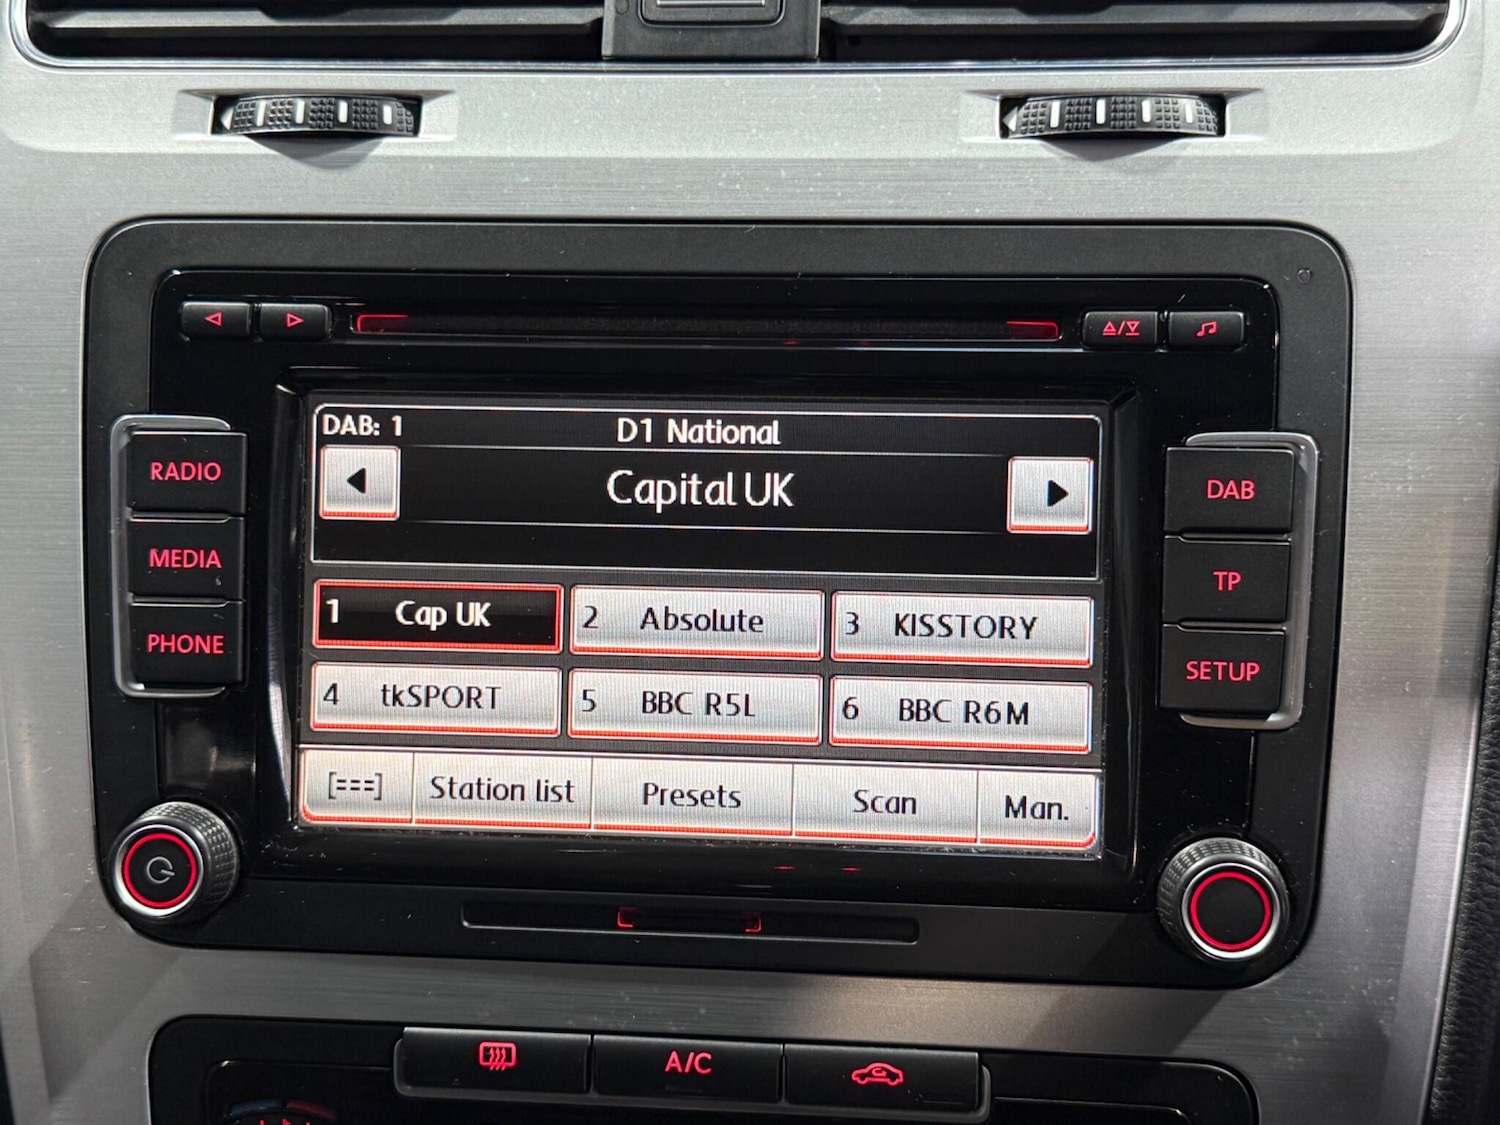 DAB: 1 D1 National
Capital UK
1 Cap UK 2 Absolute 3 KISSTORY
4 tkSPORT 5 BBC R5L 6 BBC R6M
[===] Station list Presets Scan Man.
RADIO
MEDIA
PHONE
DAB
TP
SETUP
A/C